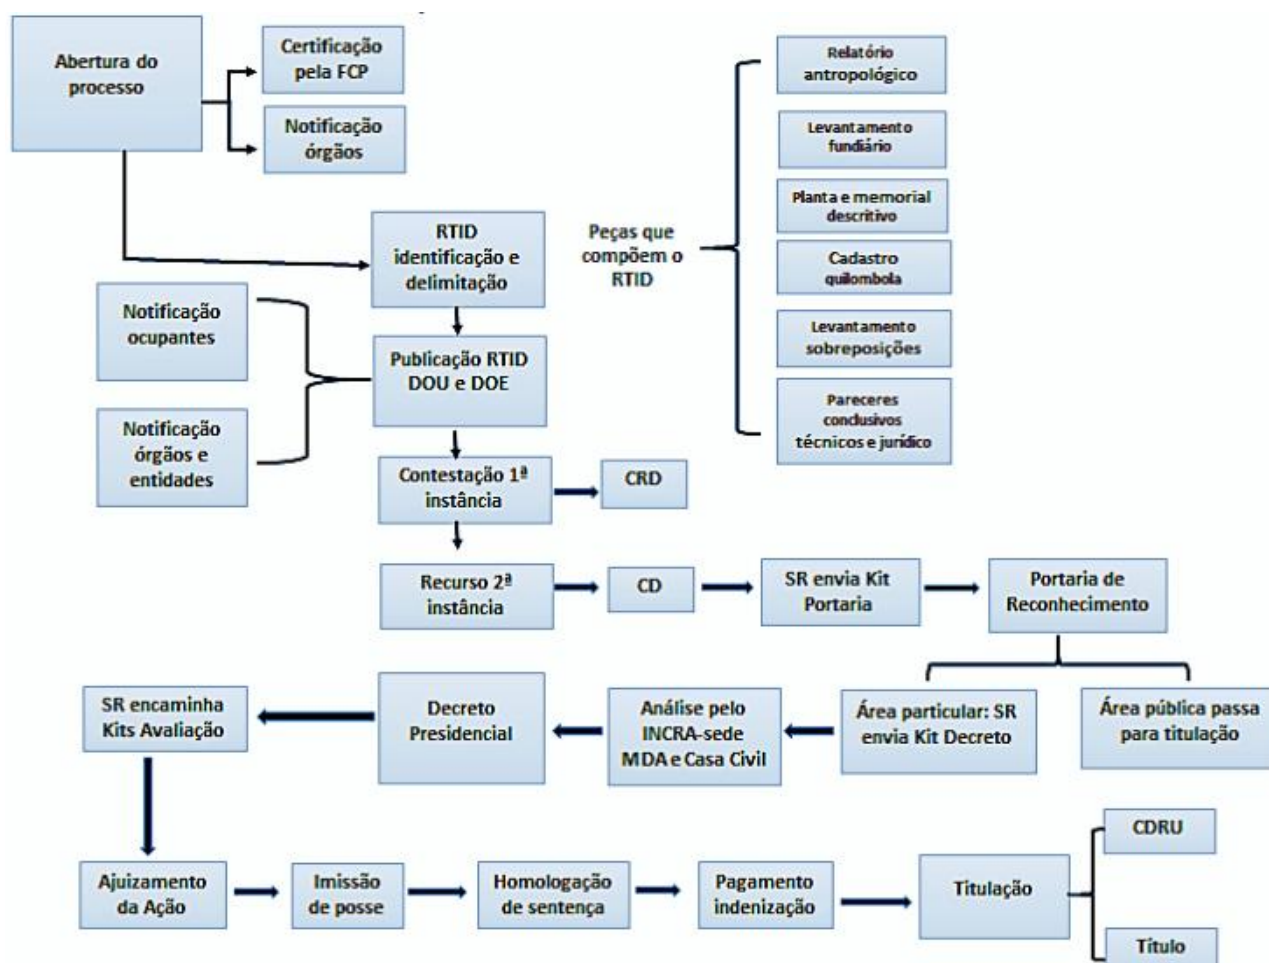 Abertura do
processo
Certificação
pela FCP
Notificação
órgãos
RTID
identificação e
delimitação
Peças que
compõem o
RTID
Relatório
antropológico
Levantamento
fundiário
Planta e memorial
descritivo
Cadastro
quilombola
Levantamento
sobreposições
Pareceres
conclusivos
técnicos e jurídico
Notificação
ocupantes
Notificação
órgãos e
entidades
Publicação RTID
DOU e DOE
Contestação 1ª
instância
CRD
Recurso 2ª
instância
CD
SR envia Kit
Portaria
Portaria de
Reconhecimento
Área pública passa
para titulação
Área particular: SR
envia Kit Decreto
Análise pelo
INCRA-sede
MDA e Casa Civil
Decreto
Presidencial
SR encaminha
Kits Avaliação
Ajuizamento
da Ação
Imissão
de posse
Homologação
de sentença
Pagamento
indenização
Titulação
CDRU
Título